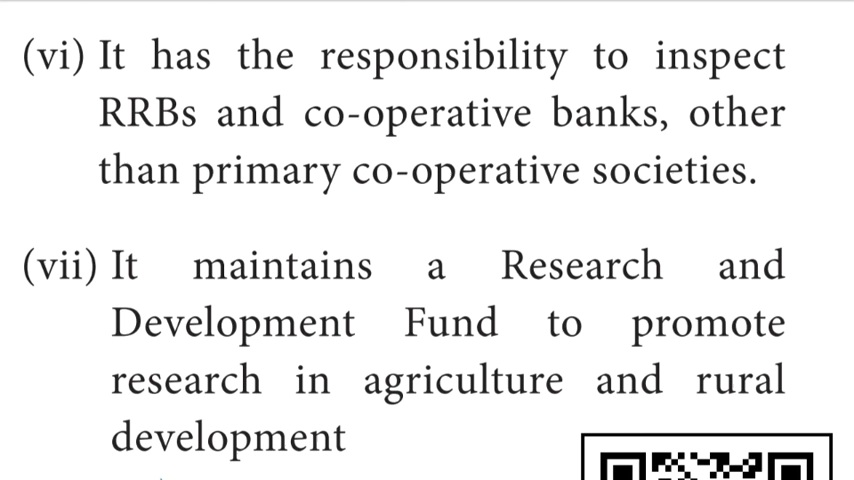 (vi) It has the responsibility to inspect
RRBs and co-operative banks, other
than primary co-operative societies.
(vii) It maintains a Research and
Development Fund to promote
research in agriculture and rural
development